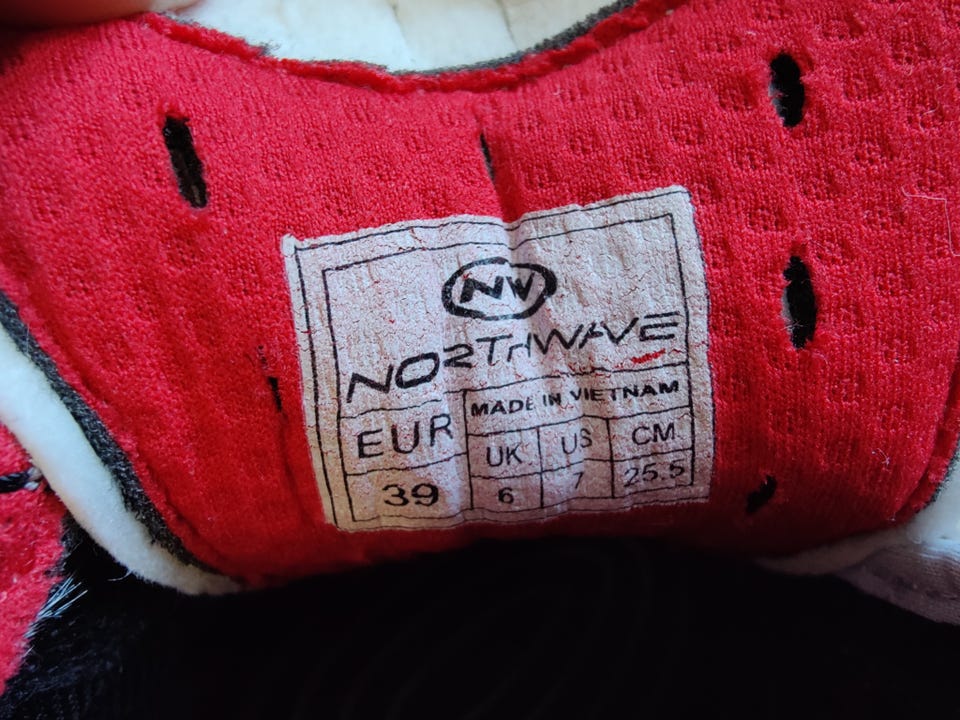 NW
NORTHWAVE
MADE IN VIETNAM
EUR UK US CM
39 6 7 25.5